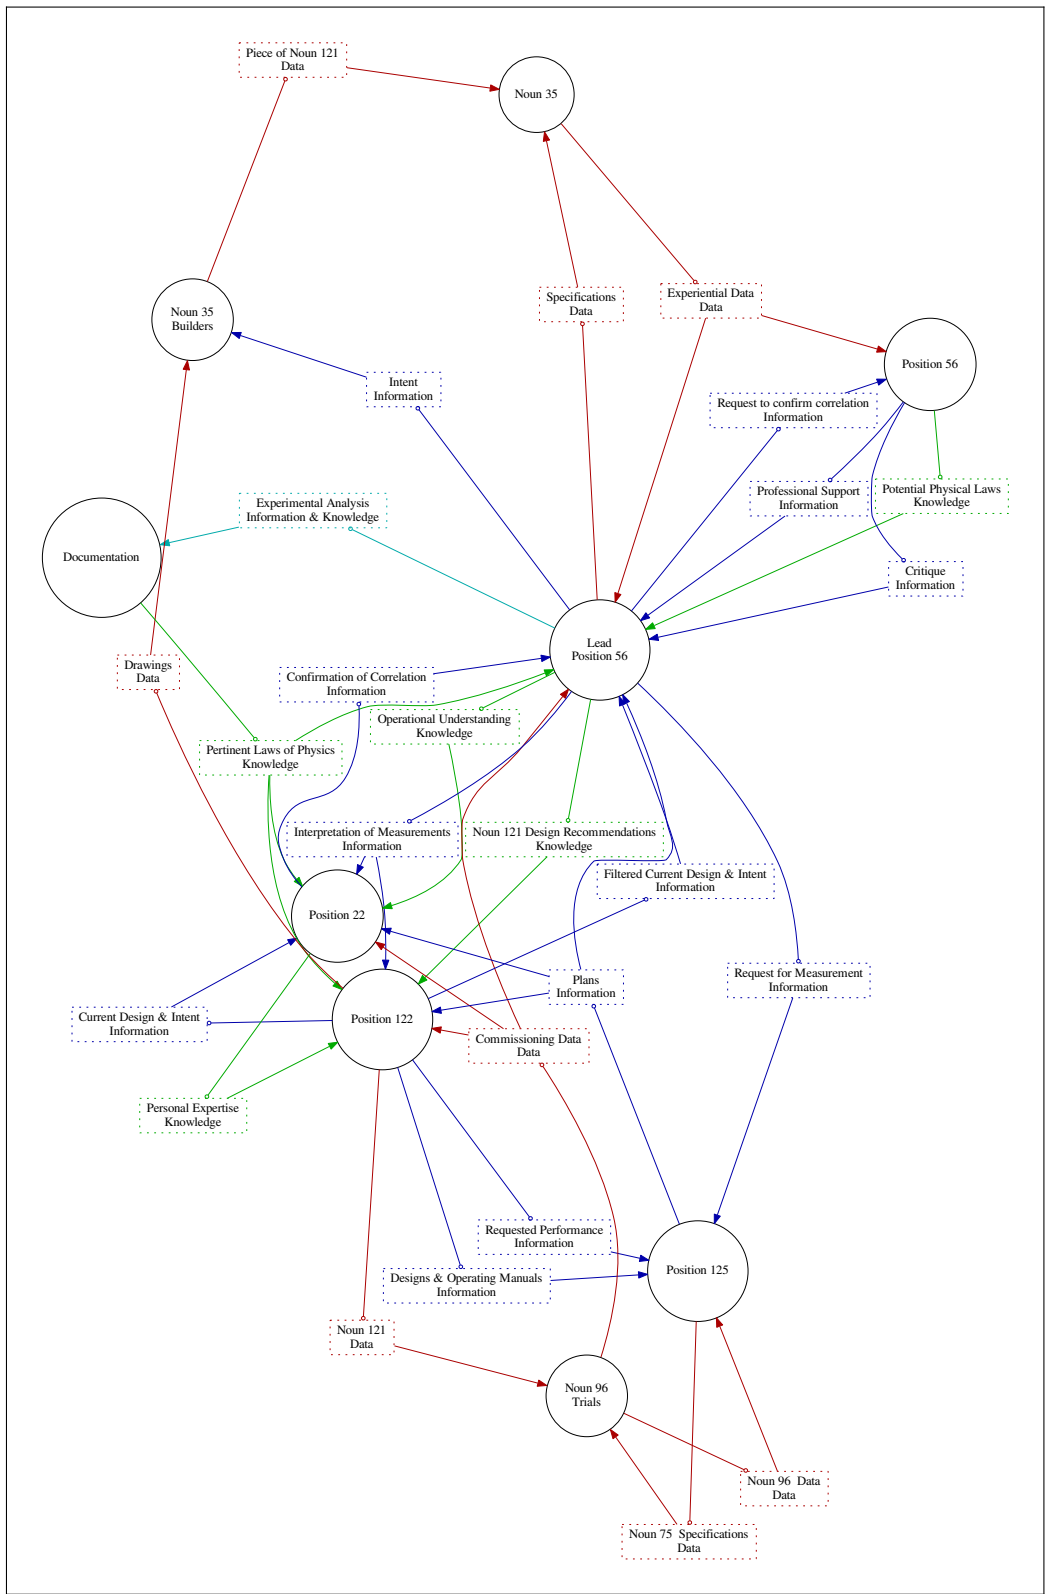 Piece of Noun 121
Data
Noun 35
Noun 35
Builders
Specifications
Data
Experiential Data
Data
Position 56
Intent
Information
Request to confirm correlation
Information
Professional Support
Information
Potential Physical Laws
Knowledge
Experimental Analysis
Information & Knowledge
Documentation
Critique
Information
Lead
Position 56
Drawings
Data
Confirmation of Correlation
Information
Operational Understanding
Knowledge
Pertinent Laws of Physics
Knowledge
Interpretation of Measurements
Information
Noun 121 Design Recommendations
Knowledge
Filtered Current Design & Intent
Information
Position 22
Plans
Information
Request for Measurement
Information
Current Design & Intent
Information
Position 122
Commissioning Data
Data
Personal Expertise
Knowledge
Requested Performance
Information
Designs & Operating Manuals
Information
Position 125
Noun 121
Data
Noun 96
Trials
Noun 96  Data
Data
Noun 75  Specifications
Data